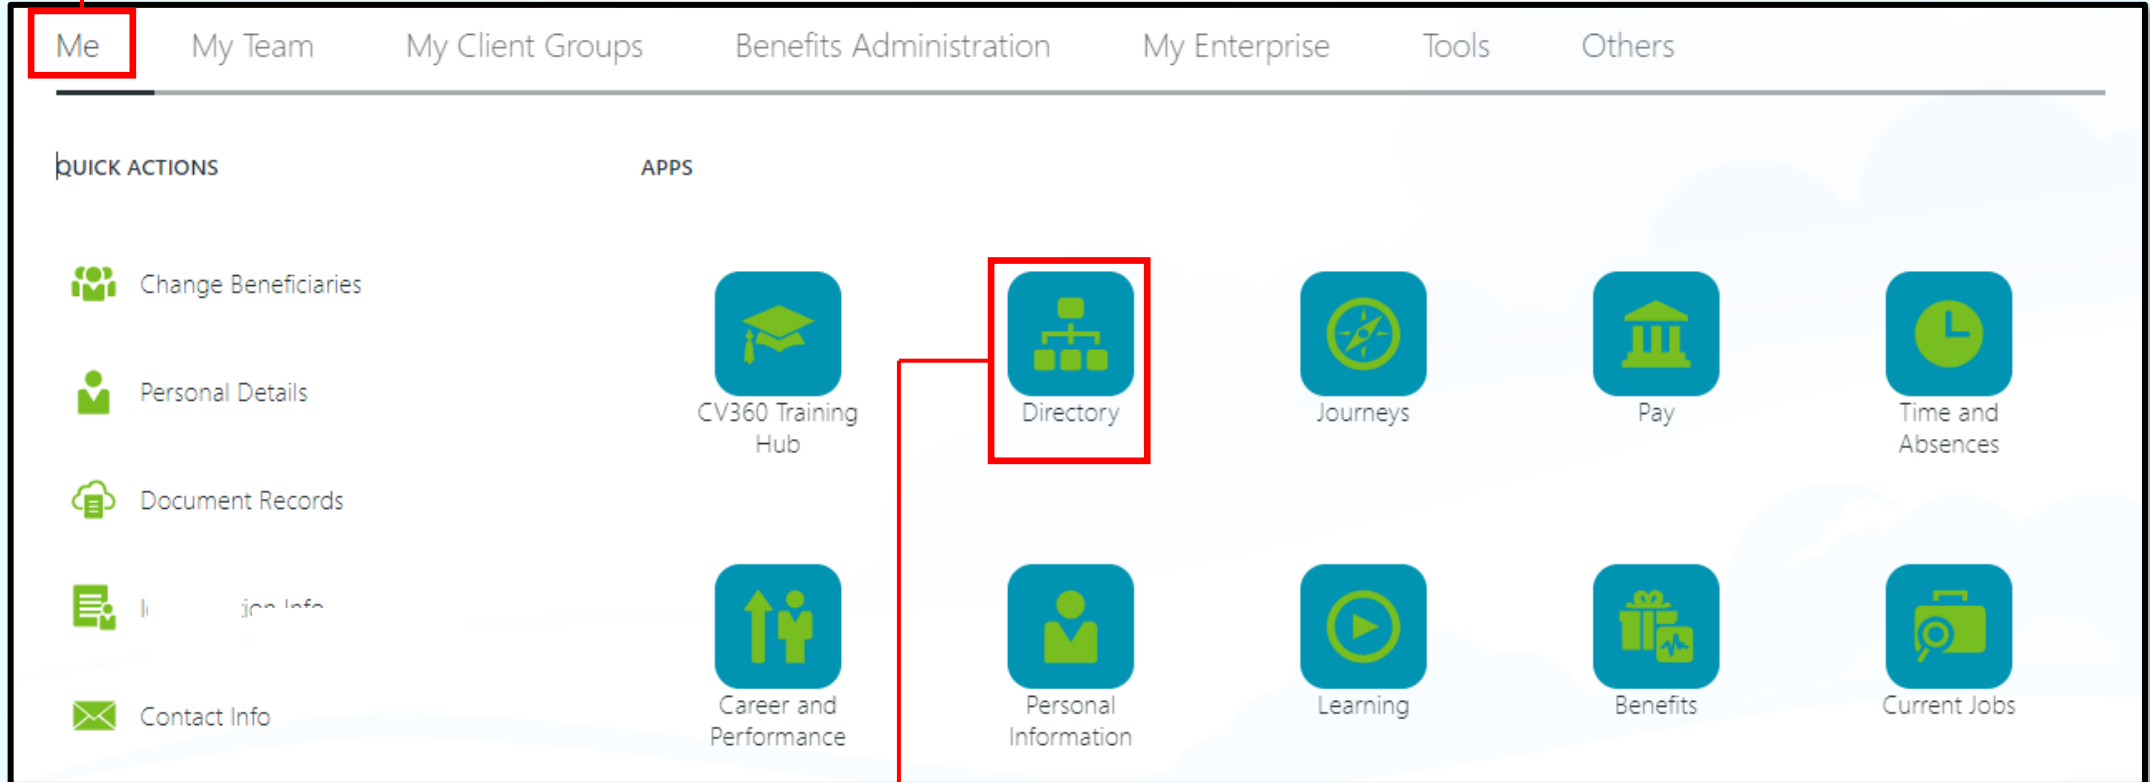 Me My Team My Client Groups Benefits Administration My Enterprise Tools Others
QUICK ACTIONS
Change Beneficiaries
Personal Details
Document Records
Info
Contact Info
APPS
CV360 Training
Hub
Directory
Journeys
Pay
Time and
Absences
Career and
Performance
Personal
Information
Learning
Benefits
Current Jobs